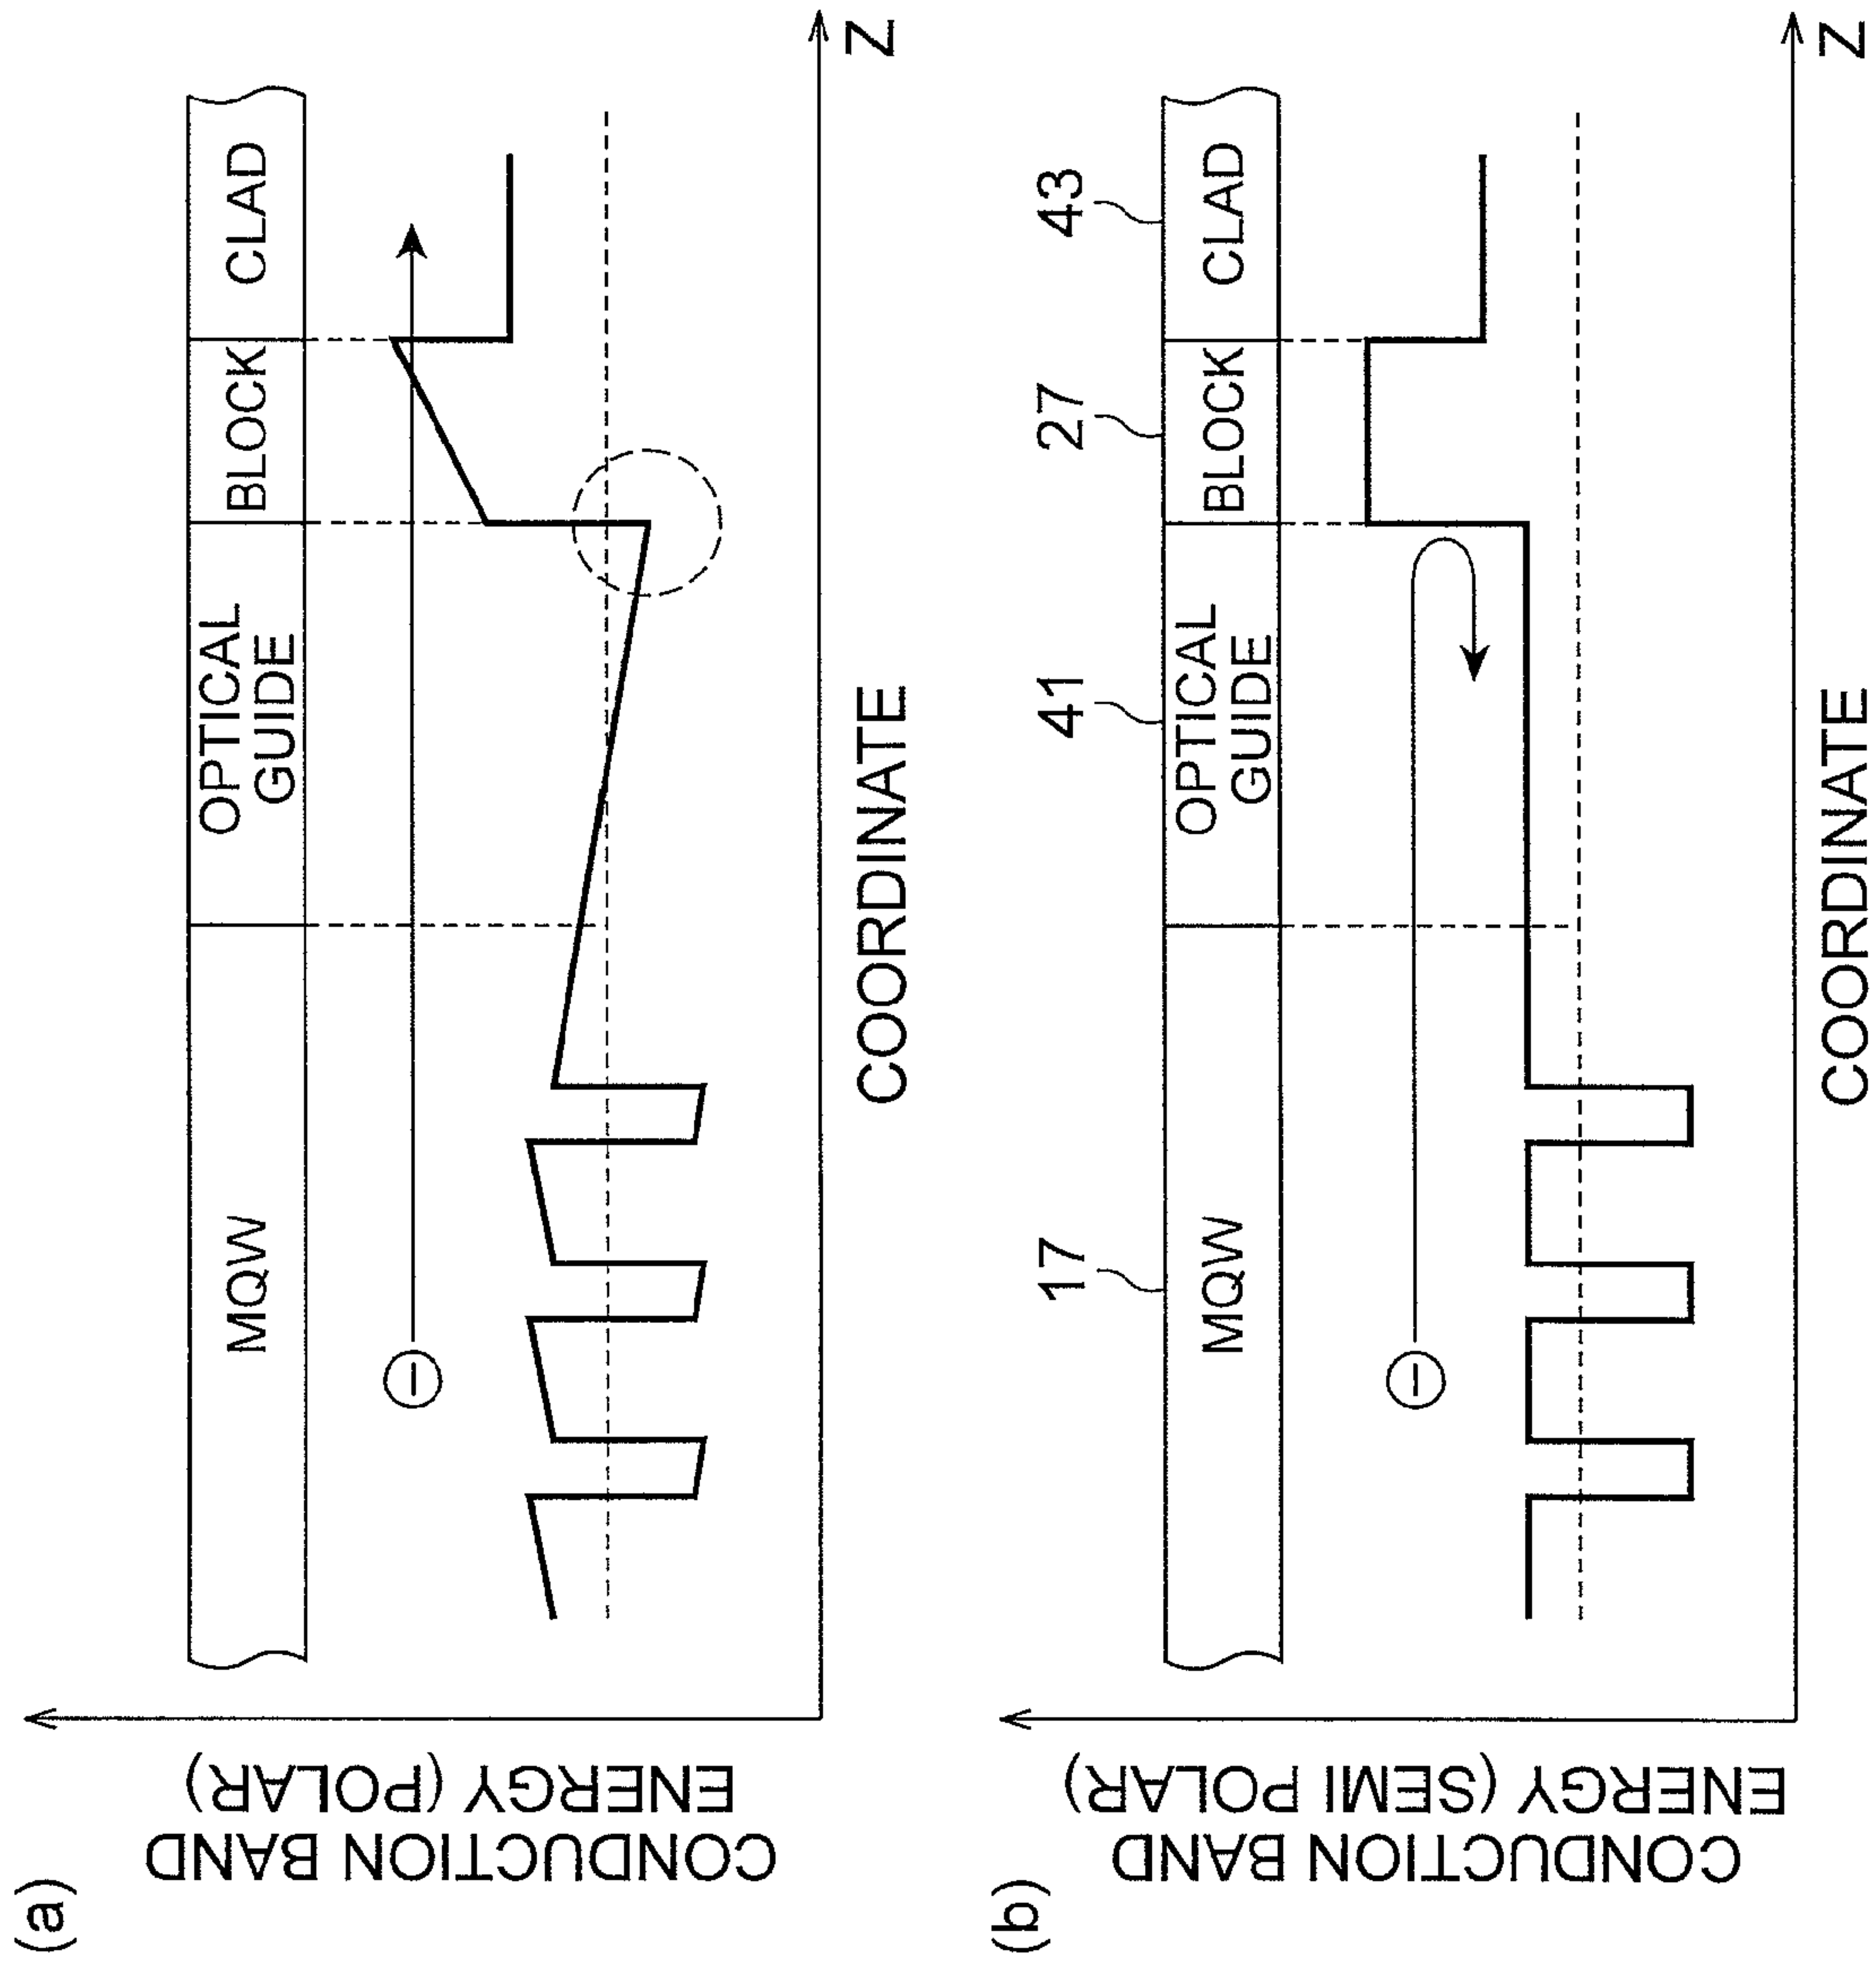 (a)
CONDUCTION BAND
ENERGY (POLAR)
MQW
OPTICAL
GUIDE
BLOCK
CLAD
−
COORDINATE
Z
(b)
CONDUCTION BAND
ENERGY (SEMI POLAR)
17
41
27
43
MQW
OPTICAL
GUIDE
BLOCK
CLAD
−
COORDINATE
Z